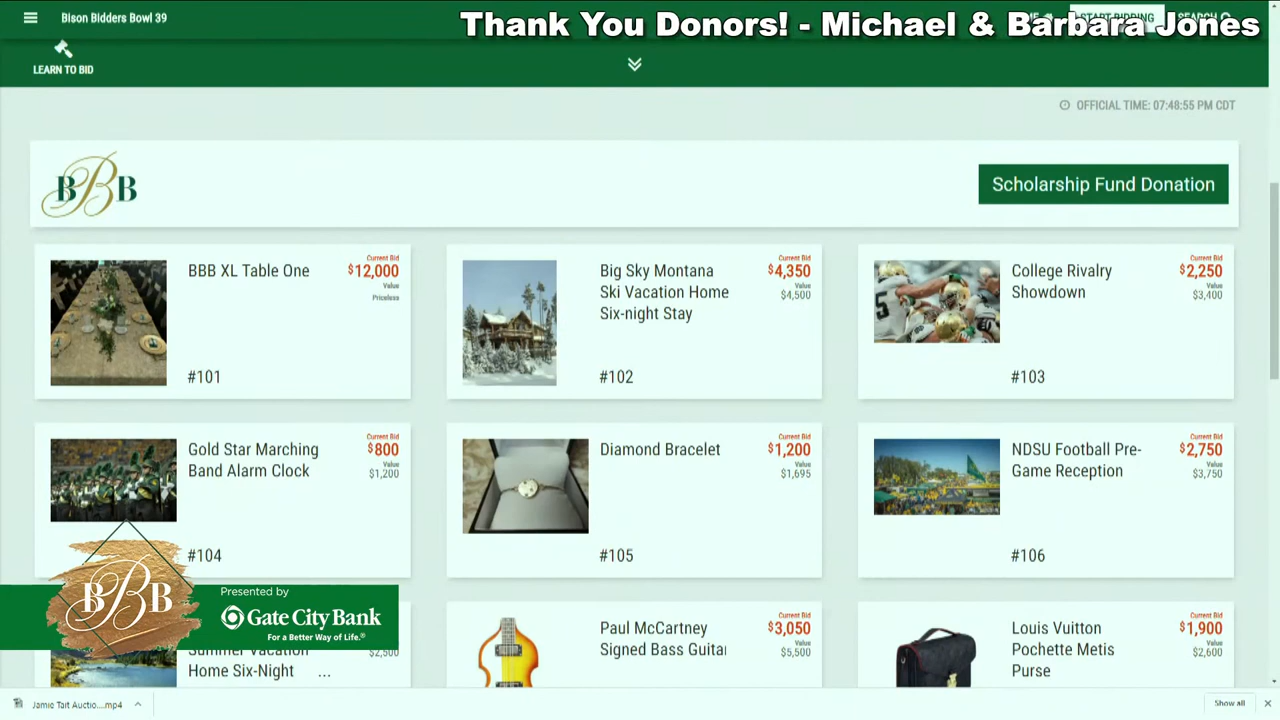 Bison Bidders Bowl 39
Thank You Donors! - Michael & Barbara Jones
START BIDDING
SEARCH
LEARN TO BID
OFFICIAL TIME: 07:48:55 PM CDT
BBB
Scholarship Fund Donation
BBB XL Table One
Current Bid
$12,000
Value
Priceless
#101
Big Sky Montana
Ski Vacation Home
Six-night Stay
Current Bid
$4,350
Value
$4,500
#102
College Rivalry
Showdown
Current Bid
$2,250
Value
$3,400
#103
Gold Star Marching
Band Alarm Clock
Current Bid
$800
Value
$1,200
#104
Diamond Bracelet
Current Bid
$1,200
Value
$1,695
#105
NDSU Football Pre-
Game Reception
Current Bid
$2,750
Value
$3,750
#106
BBB
Presented by
Gate City Bank
For a Better Way of Life.®
Summer Vacation
Home Six-Night ...
$2,500
Paul McCartney
Signed Bass Guitar
Current Bid
$3,050
Value
$5,500
Louis Vuitton
Pochette Metis
Purse
Current Bid
$1,900
Value
$2,600
Jamie Tait Auctio....mp4
Show all